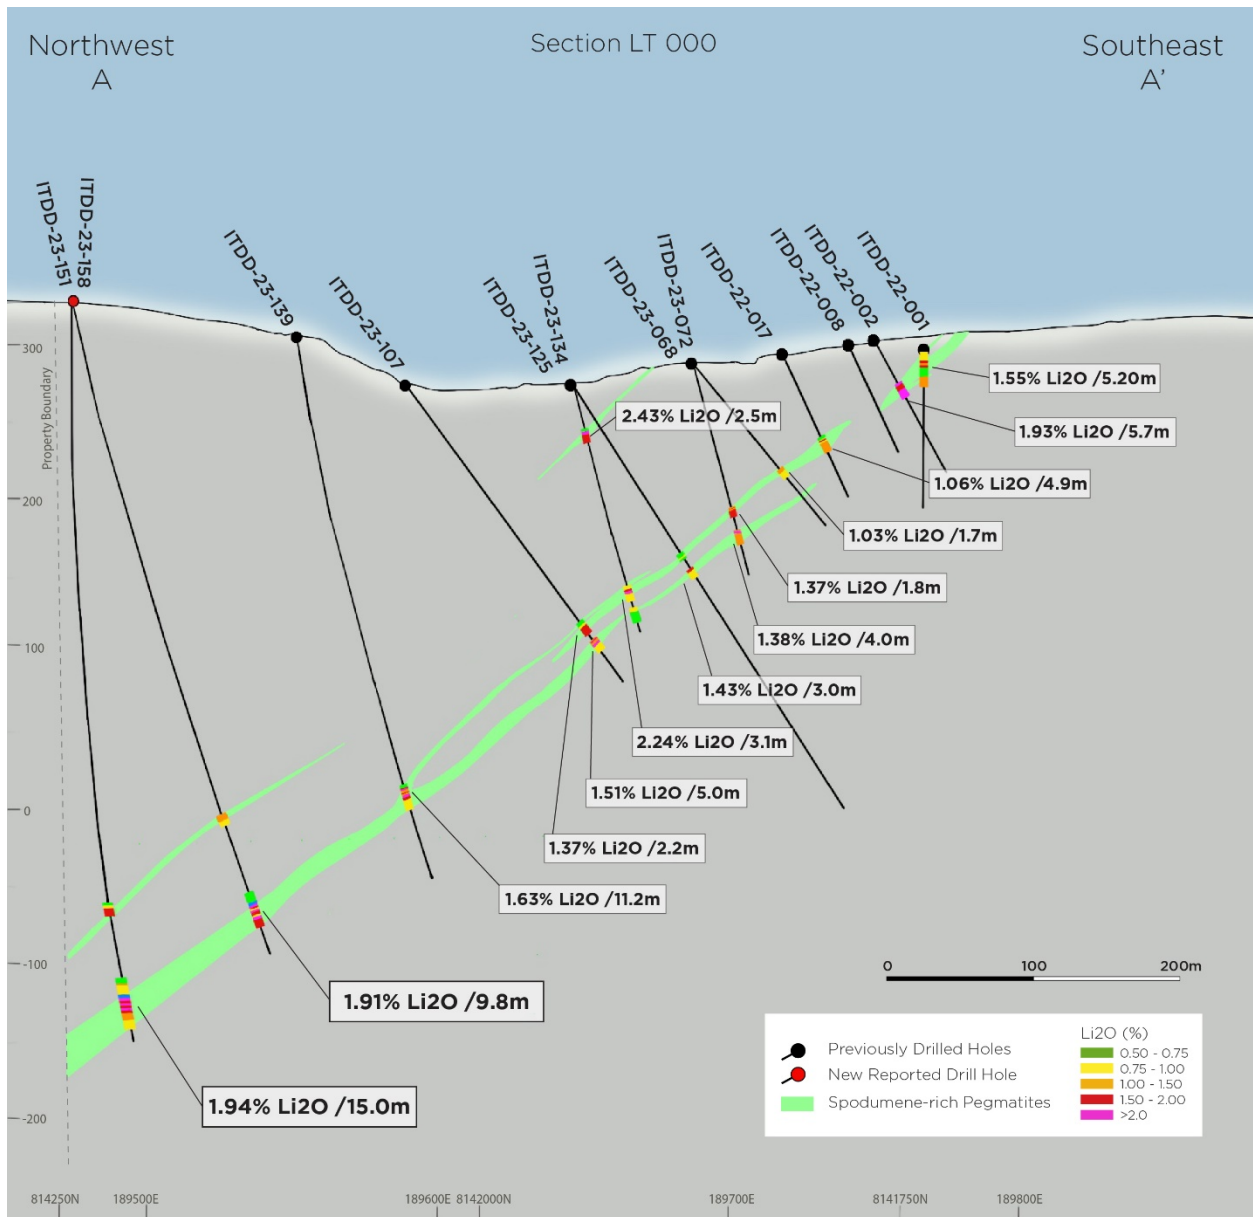 Northwest
A
Section LT 000
Southeast
A'
ITDD-23-151
ITDD-23-158
ITDD-23-139
ITDD-23-107
ITDD-23-125
ITDD-23-134
ITDD-23-068
ITDD-23-072
ITDD-22-017
ITDD-22-008
ITDD-22-002
ITDD-22-001
Property Boundary
300
200
100
0
-100
-200
1.55% Li2O /5.20m
2.43% Li2O /2.5m
1.93% Li2O /5.7m
1.06% Li2O /4.9m
1.03% Li2O /1.7m
1.37% Li2O /1.8m
1.38% Li2O /4.0m
1.43% Li2O /3.0m
2.24% Li2O /3.1m
1.51% Li2O /5.0m
1.37% Li2O /2.2m
1.63% Li2O /11.2m
1.91% Li2O /9.8m
1.94% Li2O /15.0m
0 100 200m
Previously Drilled Holes
New Reported Drill Hole
Spodumene-rich Pegmatites
Li2O (%)
0.50 - 0.75
0.75 - 1.00
1.00 - 1.50
1.50 - 2.00
>2.0
814250N 189500E 189600E 8142000N 189700E 8141750N 189800E